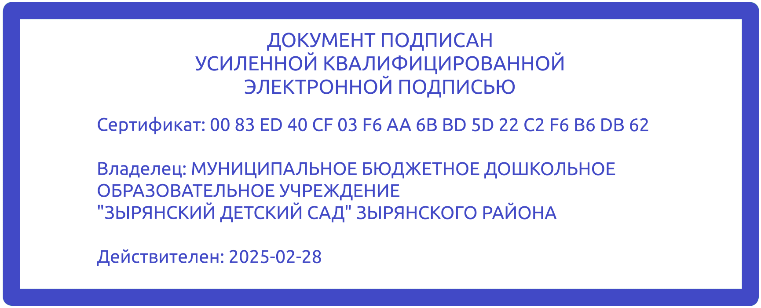 ДОКУМЕНТ ПОДПИСАН
УСИЛЕННОЙ КВАЛИФИЦИРОВАННОЙ
ЭЛЕКТРОННОЙ ПОДПИСЬЮ
Сертификат: 00 83 ED 40 CF 03 F6 AA 6B BD 5D 22 C2 F6 B6 DB 62
Владелец: МУНИЦИПАЛЬНОЕ БЮДЖЕТНОЕ ДОШКОЛЬНОЕ
ОБРАЗОВАТЕЛЬНОЕ УЧРЕЖДЕНИЕ
"ЗЫРЯНСКИЙ ДЕТСКИЙ САД" ЗЫРЯНСКОГО РАЙОНА
Действителен: 2025-02-28